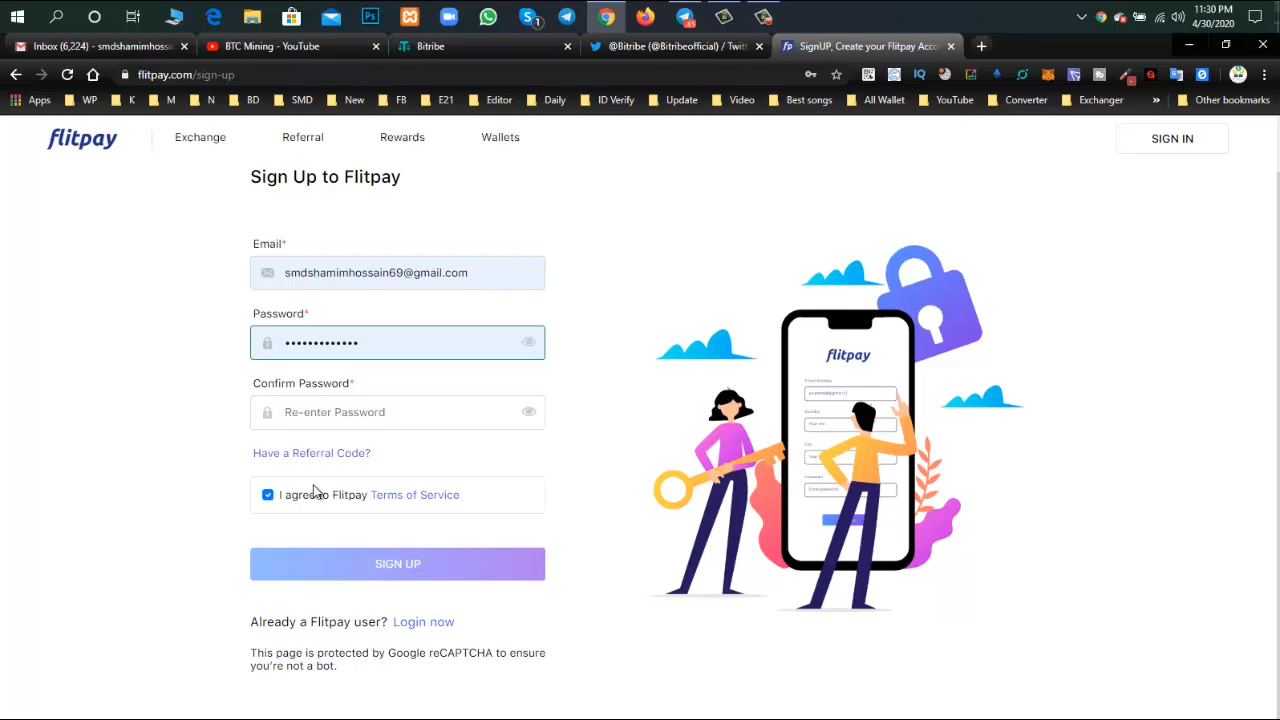 1
85
11:30 PM
4/30/2020
Inbox (6,224) - smdshamimhossa
BTC Mining - YouTube
Bitribe
@Bitribe (@Bitribeofficial) / Twitt
fp SignUP, Create your Flitpay Acco
flitpay.com/sign-up
IQ
Apps WP K M N BD SMD New FB E21 Editor Daily ID Verify Update Video Best songs All Wallet YouTube Converter Exchanger » Other bookmarks
flitpay Exchange Referral Rewards Wallets SIGN IN
Sign Up to Flitpay
Email*
smdshamimhossain69@gmail.com
Password*
•••••••••••••
Confirm Password*
Re-enter Password
Have a Referral Code?
I agree to Flitpay Terms of Service
SIGN UP
Already a Flitpay user? Login now
This page is protected by Google reCAPTCHA to ensure
you're not a bot.
flitpay